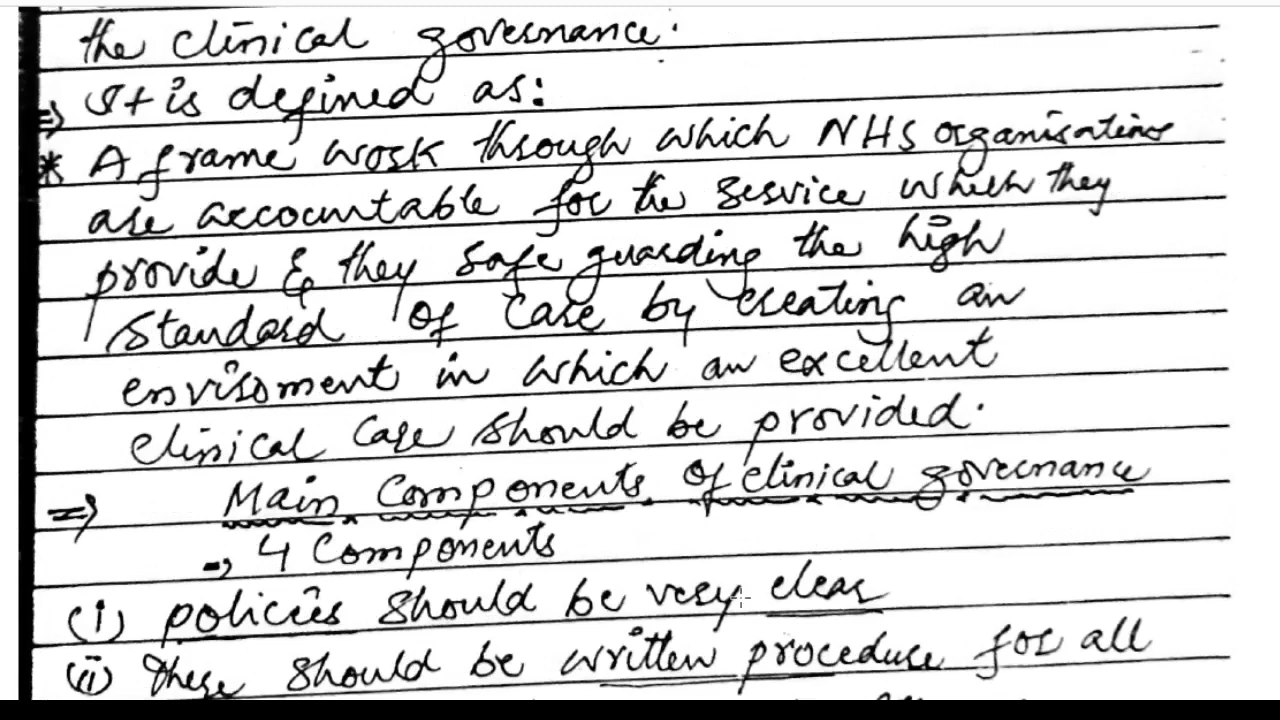 the clinical governance.
=> It is defined as:
* A frame work through which NHS organisations
are accountable for the service which they
provide & they safe guarding the high
standard of care by creating an
enviroment in which an excellent
clinical care should be provided.
=> Main Components of clinical governance
-, 4 Components
(i) policies should be very clear
(ii) these should be written procedure for all